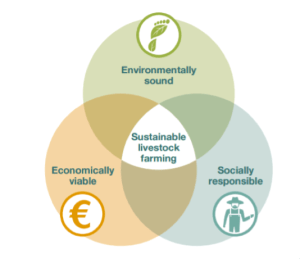 Environmentally
sound
Sustainable
livestock
farming
Economically
viable
€
Socially
responsible